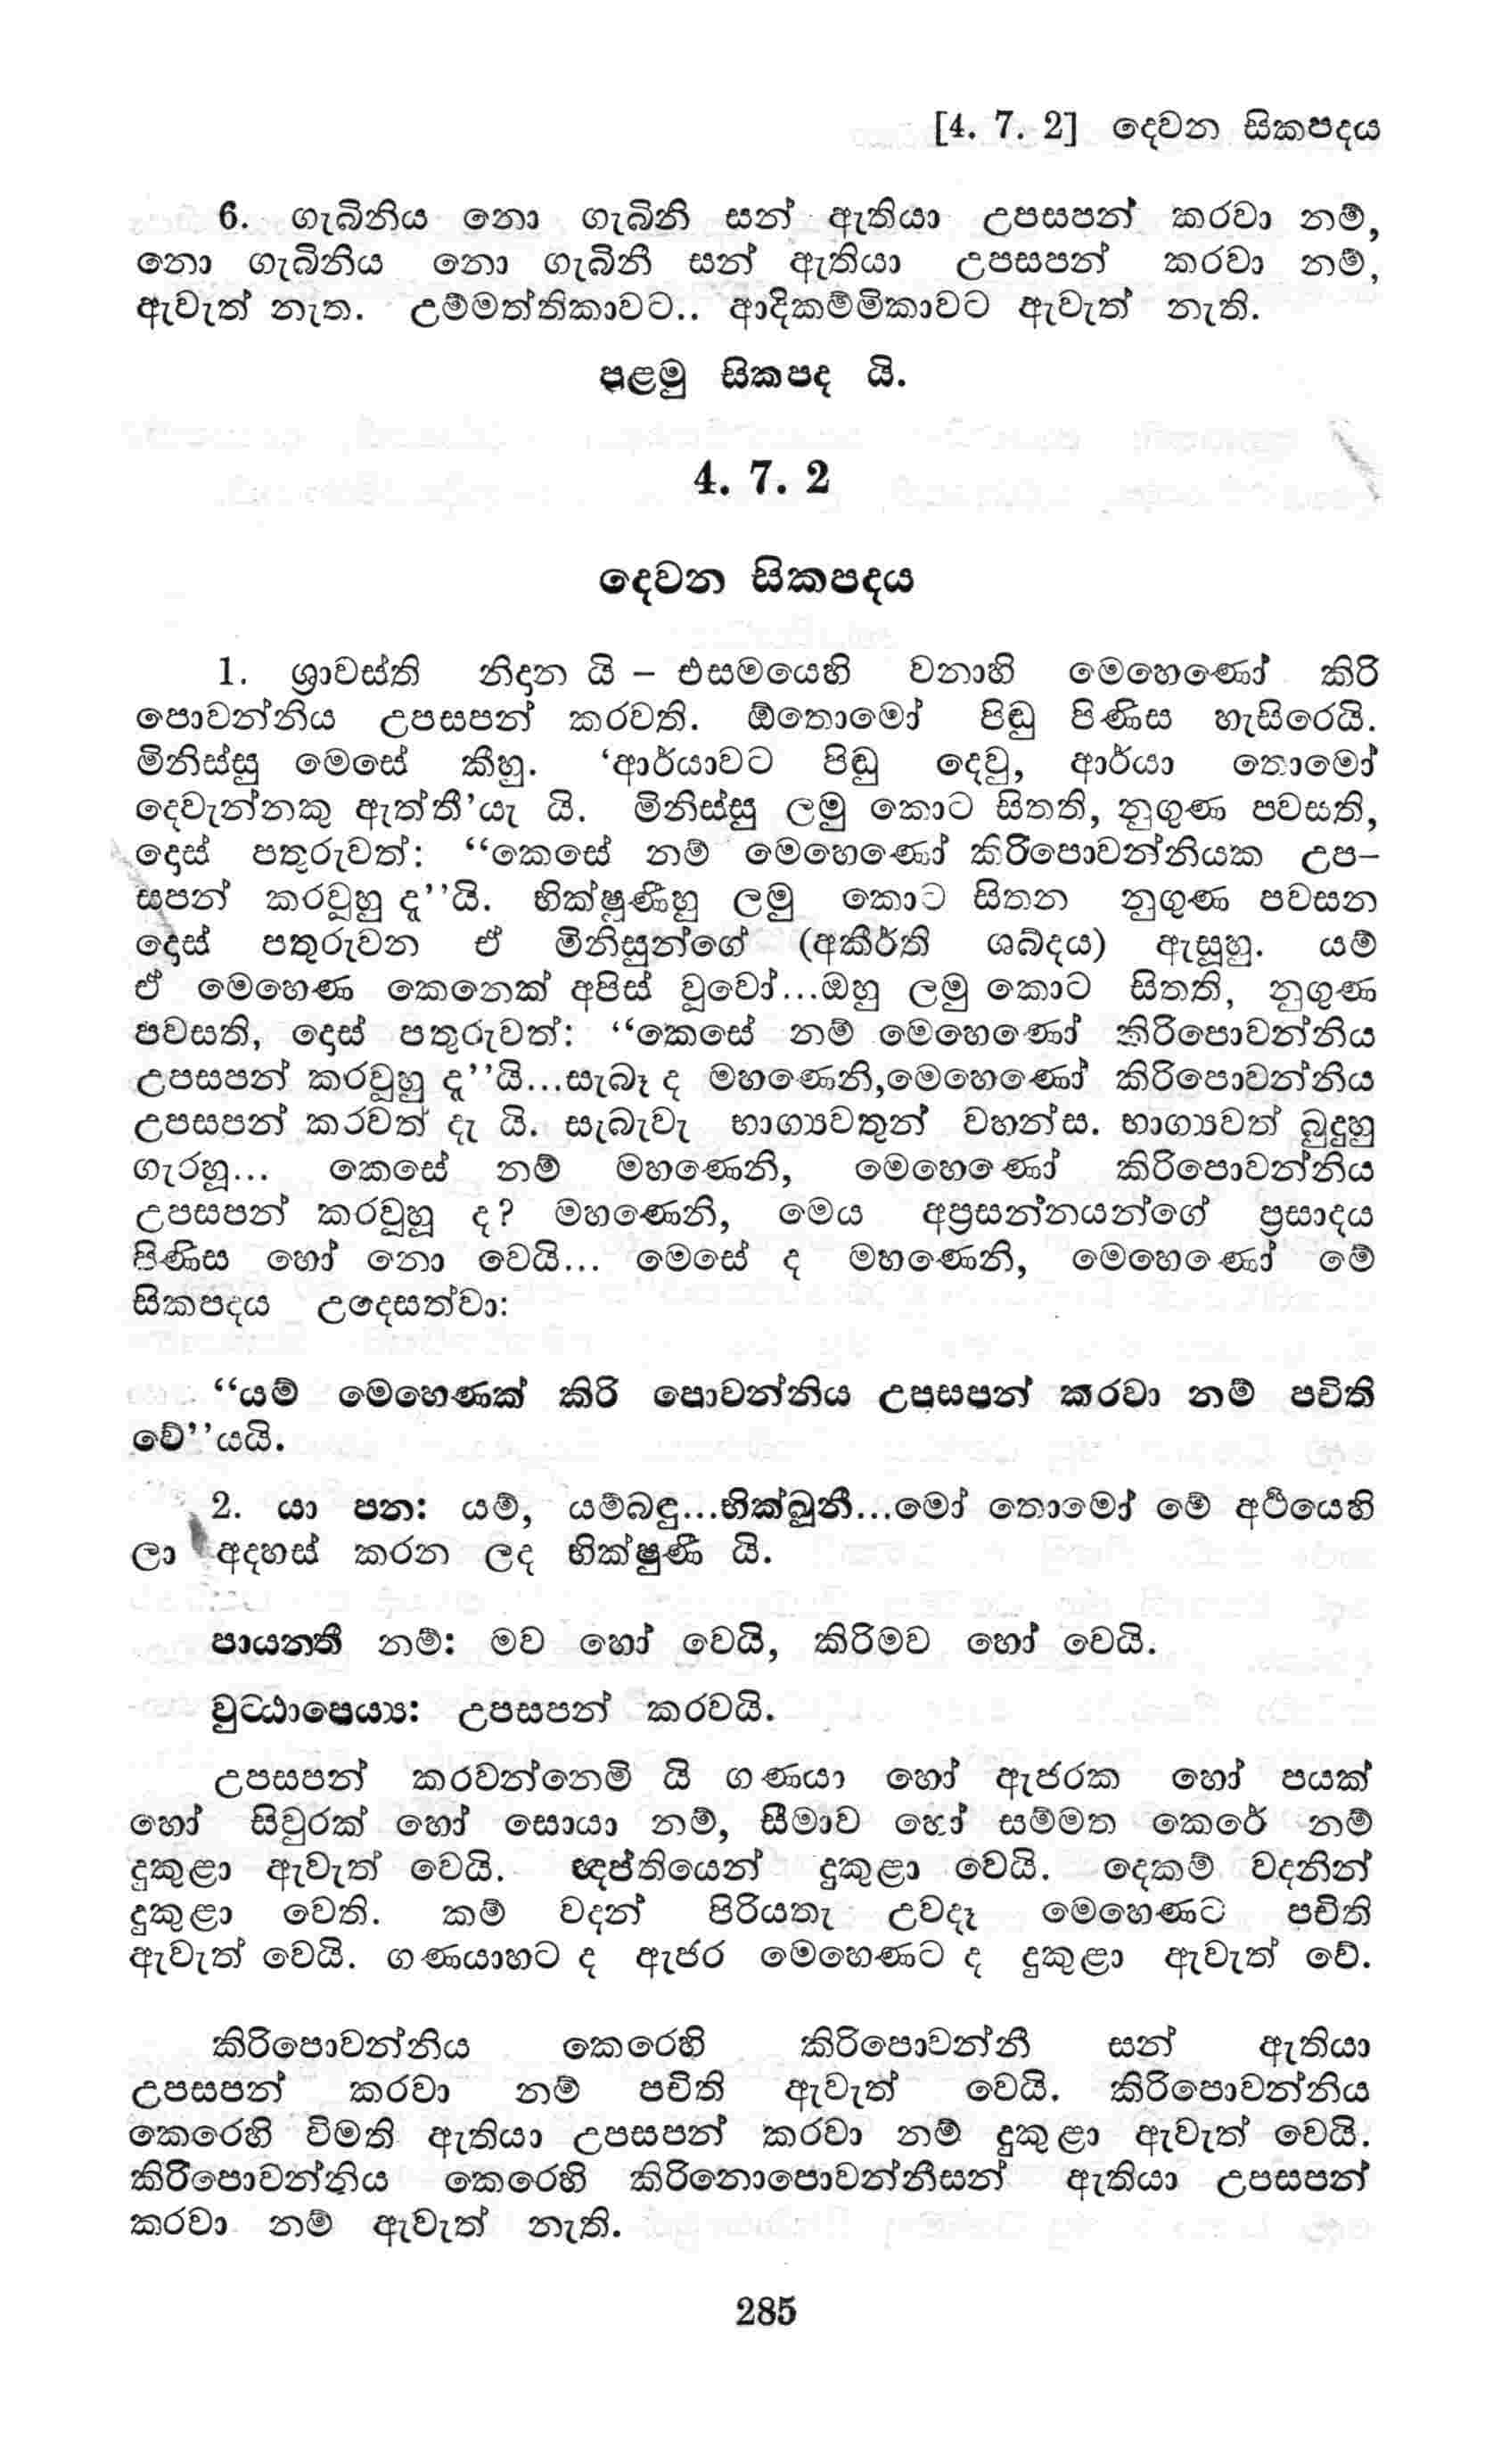 [4. 7. 2] දෙවන සිකපදය
6. ගැබිනිය නො ගැබිනි සන් ඇතියා උපසපන් කරවා නම්,
නො ගැබිනිය නො ගැබිනි සන් ඇතියා උපසපන් කරවා නම්,
ඇවැත් නැත. උම්මත්තිකාවට.. ආදිකම්මිකාවට ඇවැත් නැති.
පළමු සිකපද යි.
4. 7. 2
දෙවන සිකපදය
1. ශ්‍රාවස්ති නිදාන යි – එසමයෙහි වනාහි මෙහෙණෝ කිරි
පොවන්නිය උපසපන් කරවති. ඕතොමෝ පිඬු පිණිස හැසිරෙයි.
මිනිස්සු මෙසේ කීහු. ‘ආර්යාවට පිඬු දෙවු, ආර්යා තොමෝ
දෙවැන්නකු ඇත්තී’යැ යි. මිනිස්සු ලමු කොට සිතති, නුගුණ පවසති,
දොස් පතුරුවත්: “කෙසේ නම් මෙහෙණෝ කිරිපොවන්නියක උප–
සපන් කරවූහු දැ’’යි. භික්ෂුණීහු ලමු කොට සිතන නුගුණ පවසන
දොස් පතුරුවන ඒ මිනිසුන්ගේ (අකීර්ති ශබ්දය) ඇසූහු. යම්
ඒ මෙහෙණ කෙනෙක් අපිස් වූවෝ...ඔහු ලමු කොට සිතති, නුගුණ
පවසති, දොස් පතුරුවත්: “කෙසේ නම් මෙහෙණෝ කිරිපොවන්නිය
උපසපන් කරවූහු දැ’’යි...සැබෑ ද මහණෙනි,මෙහෙණෝ කිරිපොවන්නිය
උපසපන් කරවත් දැ යි. සැබැවැ භාග්‍යවතුන් වහන්ස. භාග්‍යවත් බුදුහු
ගැරහූ... කෙසේ නම් මහණෙනි, මෙහෙණෝ කිරිපොවන්නිය
උපසපන් කරවූහූ ද? මහණෙනි, මෙය අප්‍රසන්නයන්ගේ ප්‍රසාදය
පිණිස හෝ නො වෙයි... මෙසේ ද මහණෙනි, මෙහෙණෝ මේ
සිකපදය උදෙසත්වා:
“යම් මෙහෙණක් කිරි පොවන්නිය උපසපන් කරවා නම් පචිති
වේ’’යයි.
2. යා පන: යම්, යම්බඳු...භික්ඛුනී...මෝ තොමෝ මේ අර්‍ථයෙහි
ලා අදහස් කරන ලද භික්ෂුණී යි.
පායනතී නම්: මව හෝ වෙයි, කිරිමව හෝ වෙයි.
වුට්ඨාපෙය්‍ය: උපසපන් කරවයි.
උපසපන් කරවන්නෙමි යි ගණයා හෝ ඇජරක හෝ පයක්
හෝ සිවුරක් හෝ සොයා නම්, සීමාව හෝ සම්මත කෙරේ නම්
දුකුළා ඇවැත් වෙයි. ඥප්තියෙන් දුකුළා වෙයි. දෙකම් වදනින්
දුකුළා වෙති. කම් වදන් පිරියතැ උවදෑ මෙහෙණට පචිති
ඇවැත් වෙයි. ගණයාහට ද ඇජර මෙහෙණට ද දුකුළා ඇවැත් වේ.
කිරිපොවන්නිය කෙරෙහි කිරිපොවන්නී සන් ඇතියා
උපසපන් කරවා නම් පචිති ඇවැත් වෙයි. කිරිපොවන්නිය
කෙරෙහි විමති ඇතියා උපසපන් කරවා නම් දුකුළා ඇවැත් වෙයි.
කිරිපොවන්නිය කෙරෙහි කිරිනොපොවන්නීසන් ඇතියා උපසපන්
කරවා නම් ඇවැත් නැති.
285